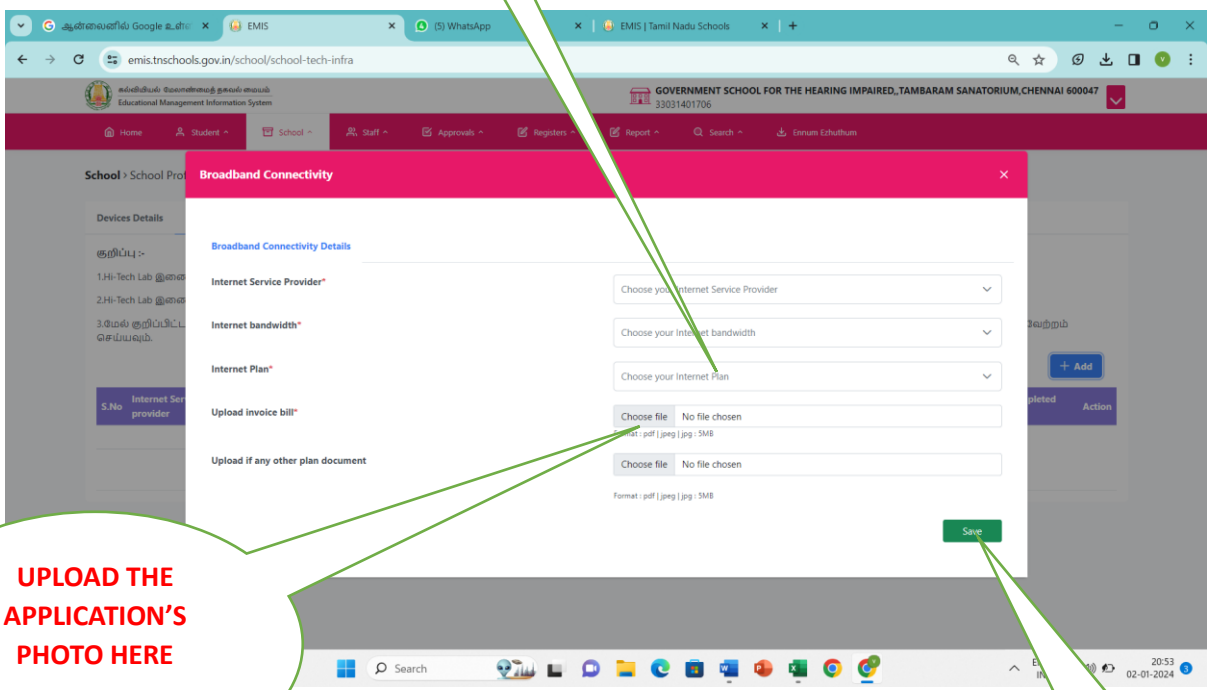 ஆன்லைனில் Google உள்நு
EMIS
(5) WhatsApp
EMIS | Tamil Nadu Schools
emis.tnschools.gov.in/school/school-tech-infra
கல்வியியல் மேலாண்மைத் தகவல் மையம்
Educational Management Information System
GOVERNMENT SCHOOL FOR THE HEARING IMPAIRED,,TAMBARAM SANATORIUM,CHENNAI 600047
33031401706
Home Student School Staff Approvals Registers Report Search Ennum Ezhuthum
School > School Prof
Broadband Connectivity
Devices Details
குறிப்பு :-
1.Hi-Tech Lab
2.Hi-Tech Lab
3.மேல் குறிப்பிட்ட
செய்யவும்.
Broadband Connectivity Details
Internet Service Provider*
Choose your Internet Service Provider
Internet bandwidth*
Choose your Internet bandwidth
Internet Plan*
Choose your Internet Plan
+ Add
S.No
Internet Ser
provider
pleted
Action
Upload invoice bill*
Choose file No file chosen
Format : pdf | jpeg | jpg : 5MB
Upload if any other plan document
Choose file No file chosen
Format : pdf | jpeg | jpg : 5MB
Save
UPLOAD THE
APPLICATION’S
PHOTO HERE
Search
IN
20:53
02-01-2024
3